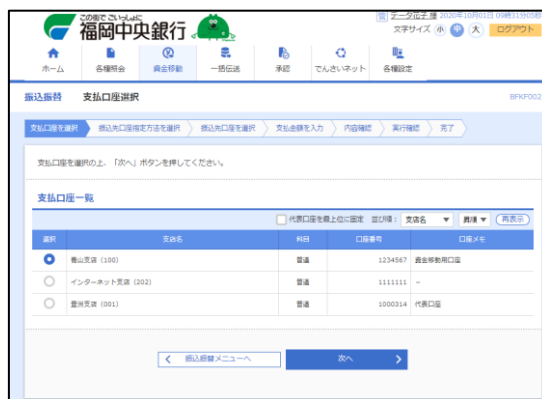 この街でごいっしょに
福岡中央銀行
管 データ花子 様 2020年10月01日 09時31分05秒
文字サイズ 小 中 大 ログアウト
ホーム 各種照会 資金移動 一括伝送 承認 でんさいネット 各種設定
振込振替 支払口座選択 BFKF002
支払口座を選択 振込先口座指定方法を選択 振込先口座を選択 支払金額を入力 内容確認 実行確認 完了
支払口座を選択の上、「次へ」ボタンを押してください。
支払口座一覧
代表口座を最上位に固定 並び順： 支店名 ▼ 昇順 ▼ 再表示
選択 支店名 科目 口座番号 口座メモ
青山支店（100） 普通 1234567 資金移動用口座
インターネット支店（202） 普通 1111111 －
豊洲支店（001） 普通 1000314 代表口座
振込振替メニューへ 次へ